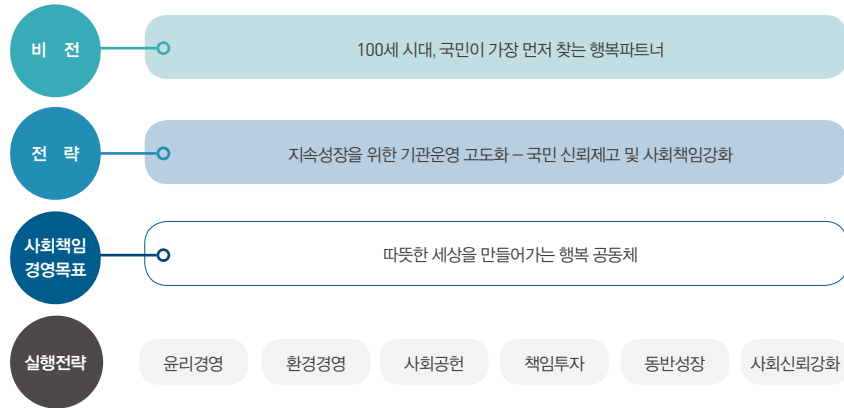 비 전
100세 시대, 국민이 가장 먼저 찾는 행복파트너
전 략
지속성장을 위한 기관운영 고도화 – 국민 신뢰제고 및 사회책임강화
사회책임
경영목표
따뜻한 세상을 만들어가는 행복 공동체
실행전략
윤리경영
환경경영
사회공헌
책임투자
동반성장
사회신뢰강화